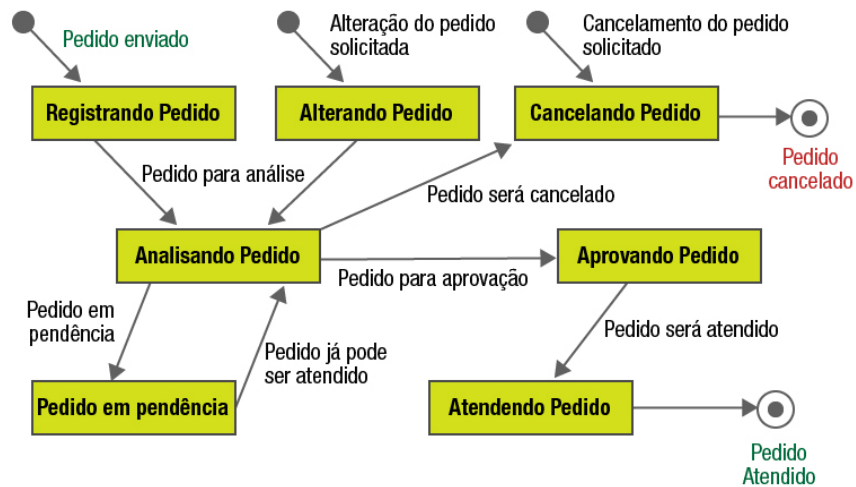 Pedido enviado
Alteração do pedido
solicitada
Cancelamento do pedido
solicitado
Registrando Pedido
Alterando Pedido
Cancelando Pedido
Pedido
cancelado
Pedido para análise
Pedido será cancelado
Analisando Pedido
Pedido para aprovação
Aprovando Pedido
Pedido em
pendência
Pedido já pode
ser atendido
Pedido será atendido
Pedido em pendência
Atendendo Pedido
Pedido
Atendido